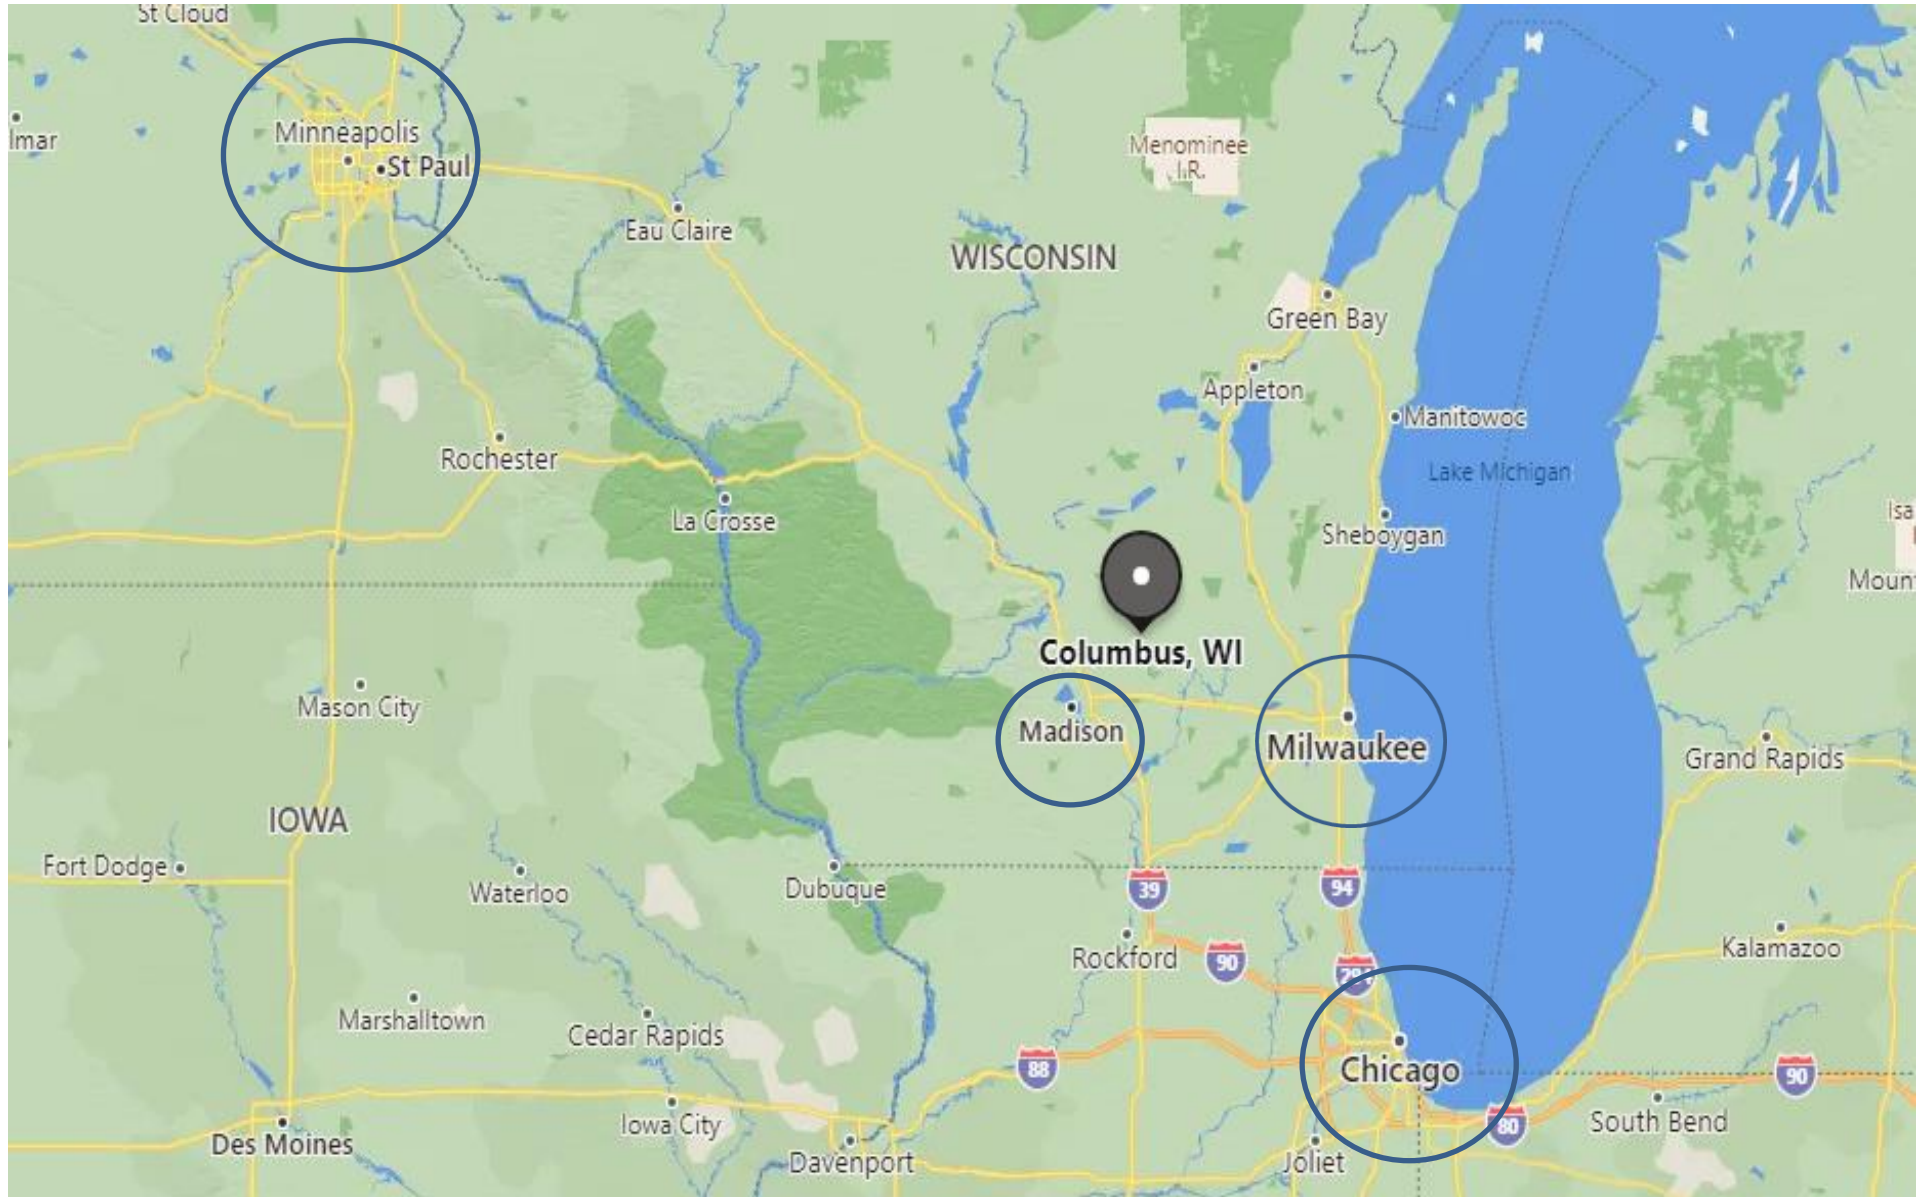 St Cloud
lmar
Minneapolis
St Paul
Eau Claire
WISCONSIN
Menominee
I.R.
Green Bay
Appleton
Manitowoc
Lake Michigan
Rochester
La Crosse
Sheboygan
Isa
Moun
Columbus, WI
Mason City
Madison
Milwaukee
Grand Rapids
IOWA
Fort Dodge
Waterloo
Dubuque
39
94
Rockford
90
294
Kalamazoo
Marshalltown
Cedar Rapids
88
Chicago
90
Iowa City
80
South Bend
Des Moines
Davenport
Joliet